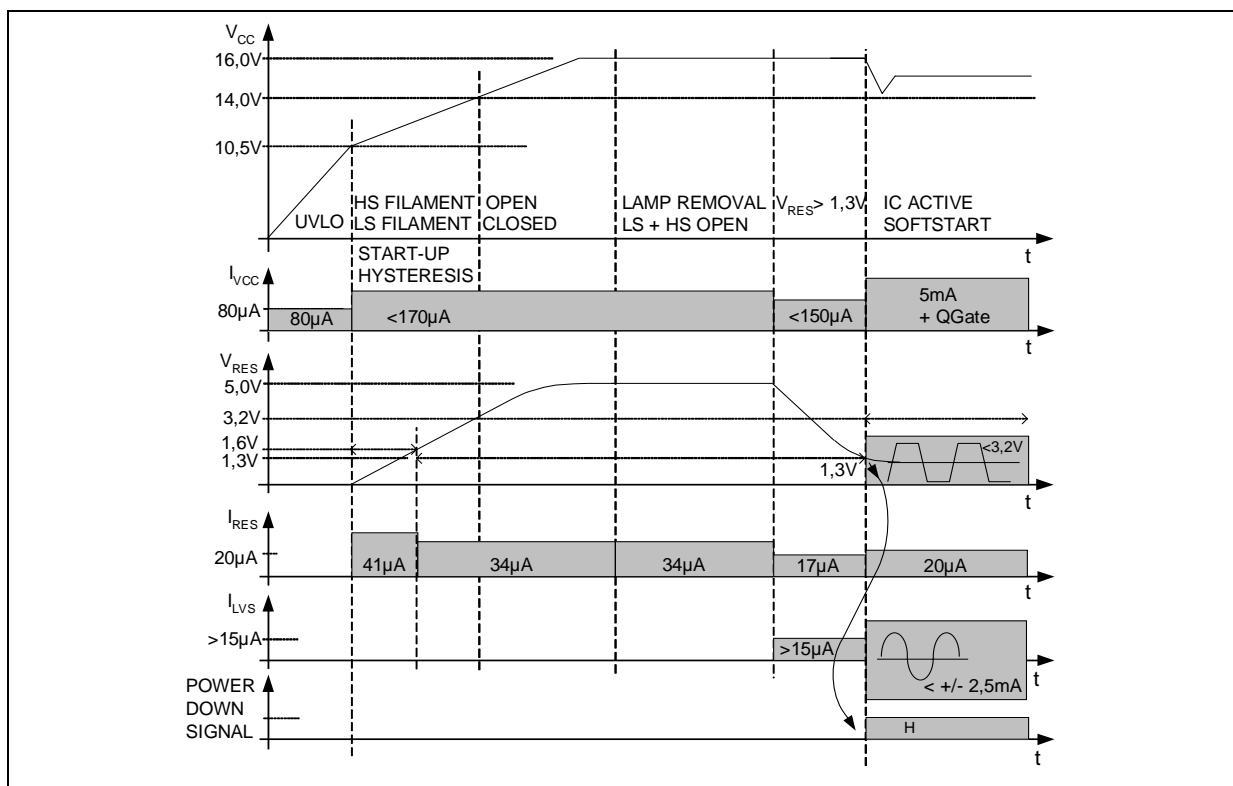 VCC
16,0V
14,0V
10,5V
UVLO
HS FILAMENT OPEN
LS FILAMENT CLOSED
LAMP REMOVAL
LS + HS OPEN
VRES> 1,3V
IC ACTIVE
SOFTSTART
t
START-UP
HYSTERESIS
IVCC
80µA
80µA
<170µA
<150µA
5mA
+ QGate
t
VRES
5,0V
3,2V
1,6V
1,3V
1,3V
<3,2V
t
IRES
20µA
41µA
34µA
34µA
17µA
20µA
t
ILVS
>15µA
>15µA
< +/- 2,5mA
t
POWER
DOWN
SIGNAL
H
t